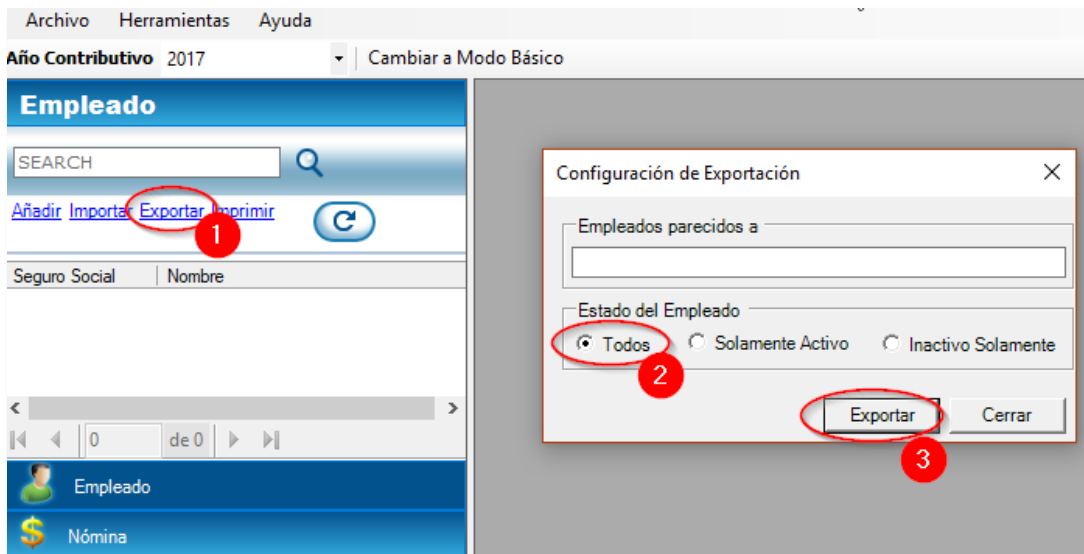 Archivo Herramientas Ayuda
Año Contributivo 2017 Cambiar a Modo Básico
Empleado
SEARCH
Añadir Importar Exportar Imprimir
1
Seguro Social Nombre
0 de 0
Empleado
Nómina
Configuración de Exportación
Empleados parecidos a
Estado del Empleado
Todos Solamente Activo Inactivo Solamente
2
Exportar Cerrar
3